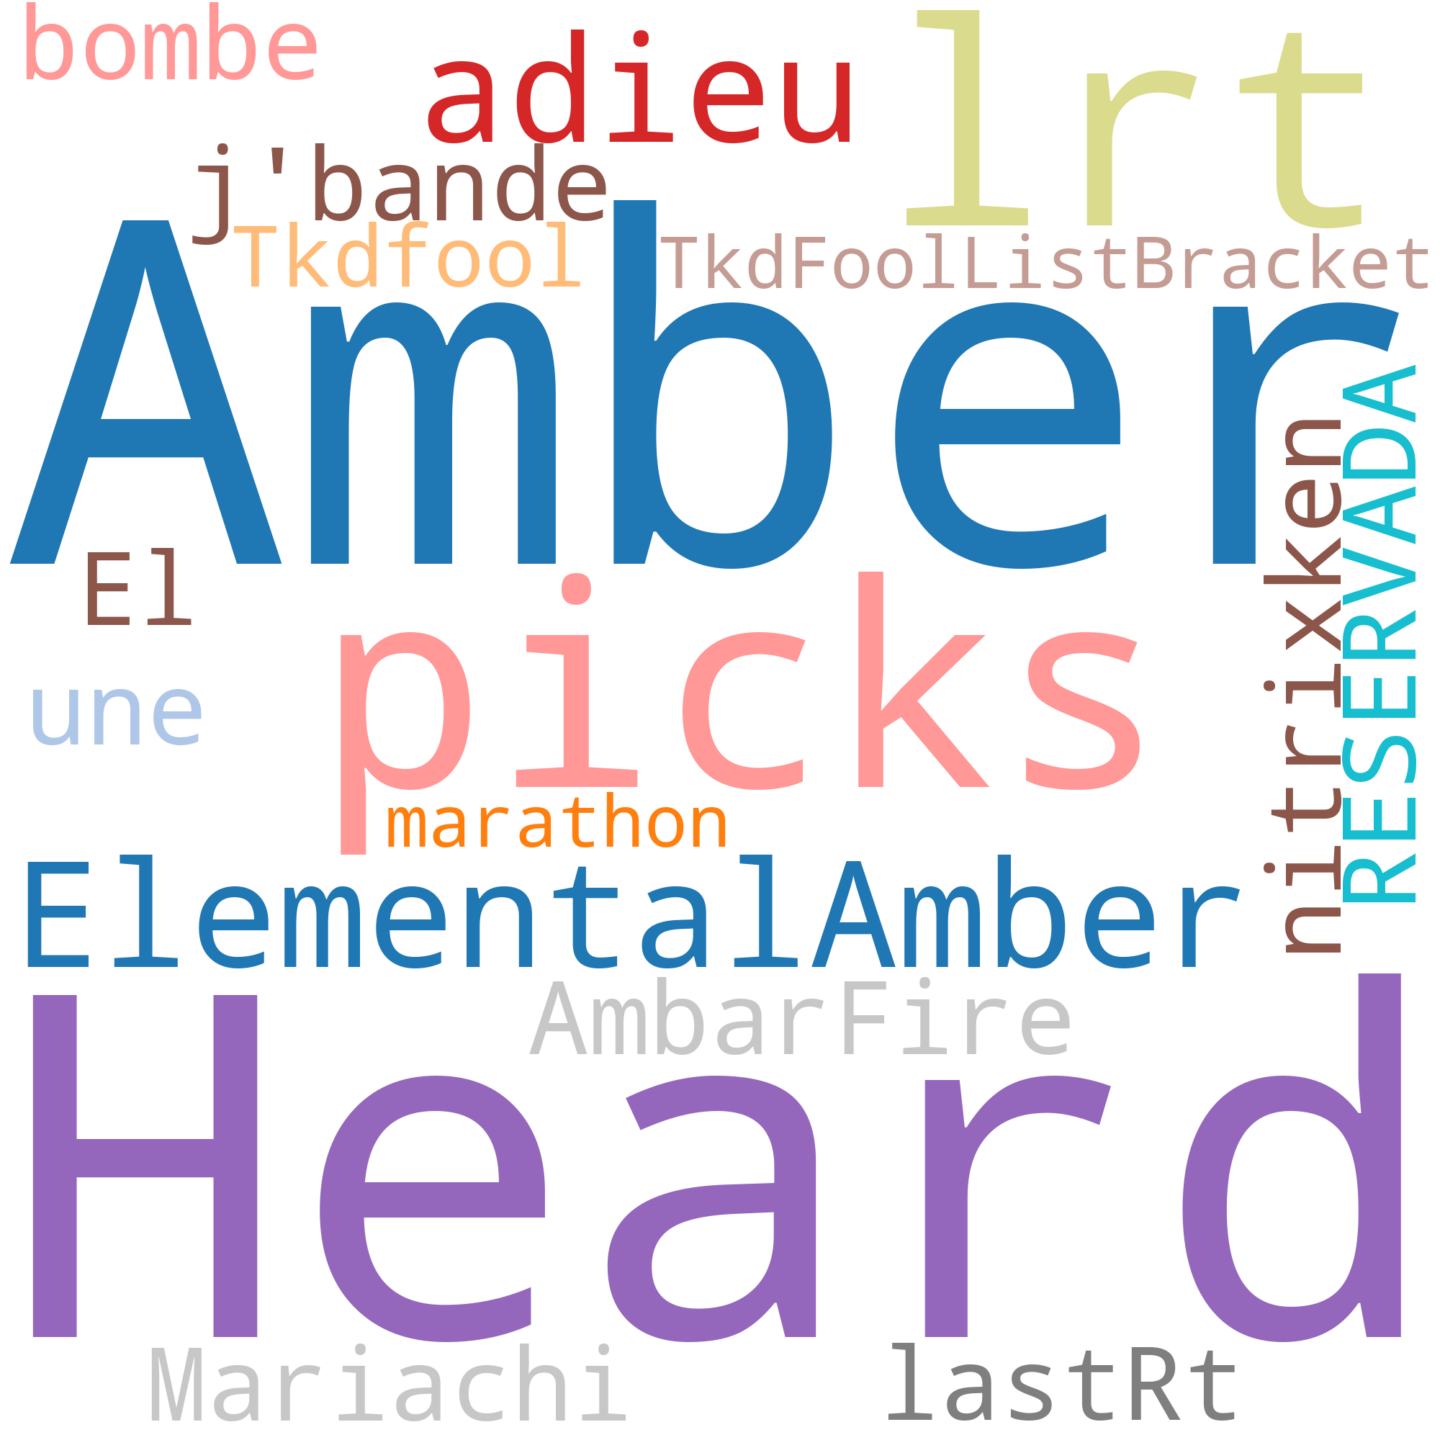 bombe
adieu
lrt
j'bande
Tkdfool
TkdFoolListBracket
Amber
RESERVADA
nitrixken
El
picks
une
marathon
ElementalAmber
AmbarFire
Heard
Mariachi
lastRt